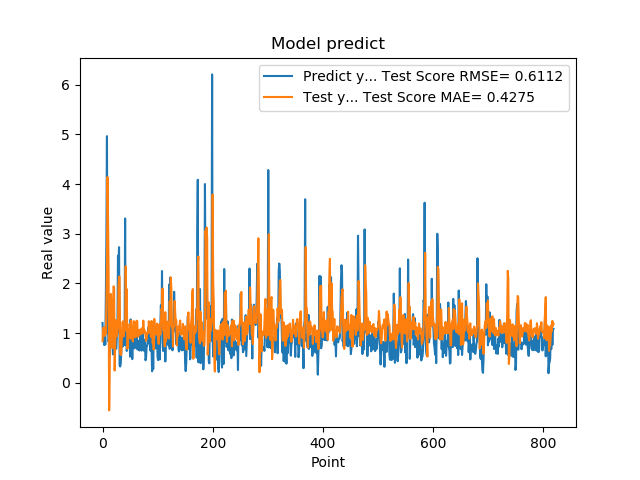 Model predict
Predict y... Test Score RMSE= 0.6112
Test y... Test Score MAE= 0.4275
6
5
4
3
2
1
0
Real value
0 200 400 600 800
Point